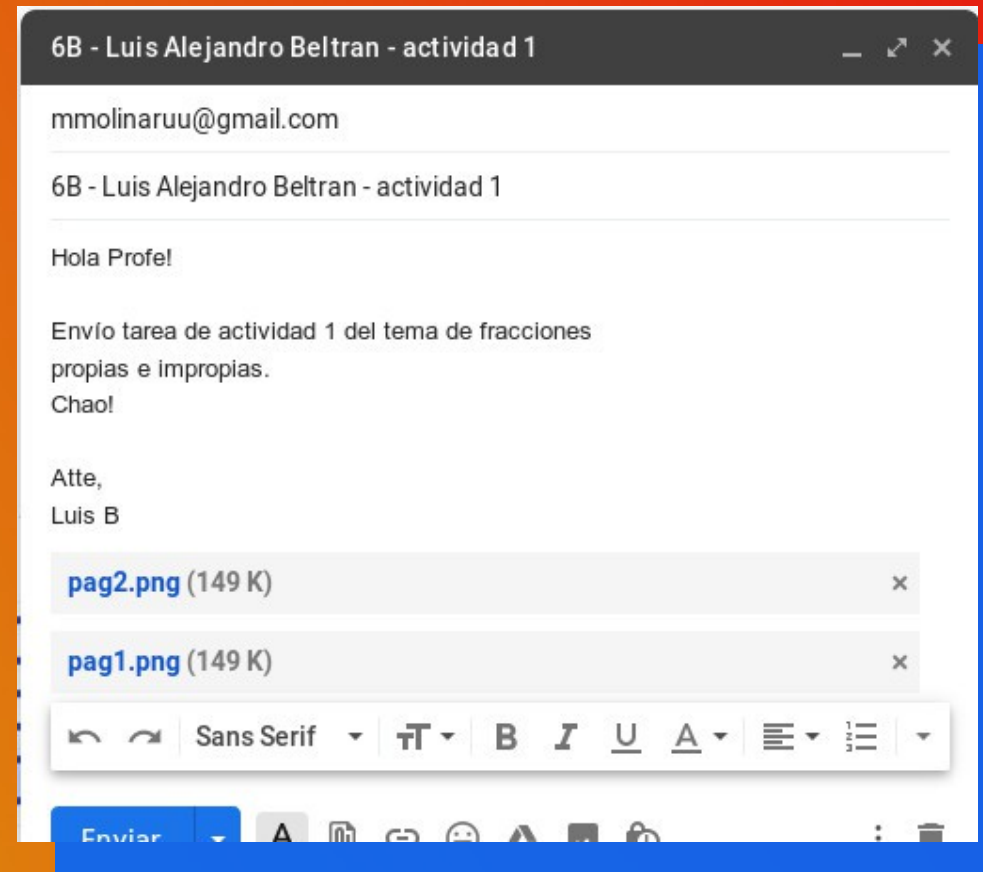 6B - Luis Alejandro Beltran - actividad 1
mmolinaruu@gmail.com
6B - Luis Alejandro Beltran - actividad 1
Hola Profe!
Envío tarea de actividad 1 del tema de fracciones
propias e impropias.
Chao!
Atte,
Luis B
pag2.png (149 K)
pag1.png (149 K)
Sans Serif
Enviar